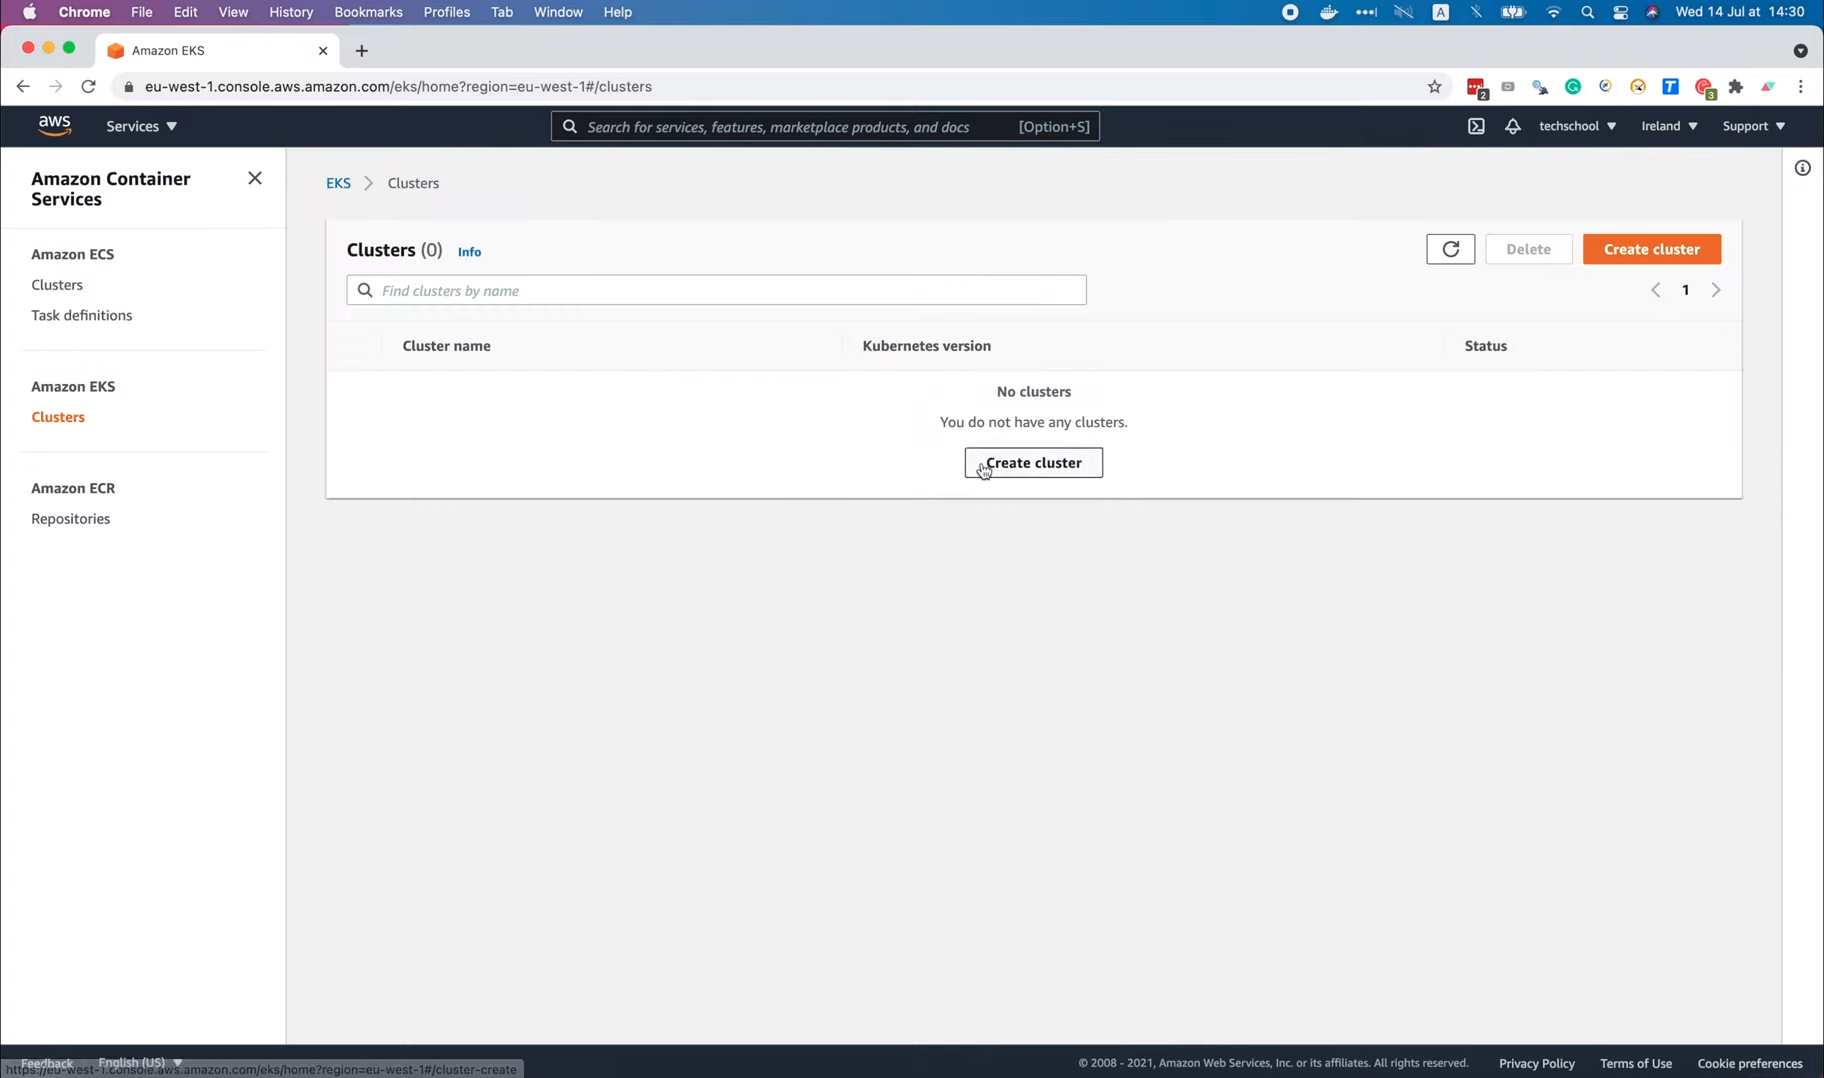 Chrome File Edit View History Bookmarks Profiles Tab Window Help A Wed 14 Jul at 14:30
Amazon EKS
eu-west-1.console.aws.amazon.com/eks/home?region=eu-west-1#/clusters 2 T 3
aws Services ▼ Search for services, features, marketplace products, and docs [Option+S] techschool ▼ Ireland ▼ Support ▼
Amazon Container
Services
Amazon ECS
Clusters
Task definitions
Amazon EKS
Clusters
Amazon ECR
Repositories
EKS > Clusters
Clusters (0) Info Delete Create cluster
Find clusters by name < 1 >
Cluster name Kubernetes version Status
No clusters
You do not have any clusters.
Create cluster
Feedback English (US) ▼ © 2008 - 2021, Amazon Web Services, Inc. or its affiliates. All rights reserved. Privacy Policy Terms of Use Cookie preferences
https://eu-west-1.console.aws.amazon.com/eks/home?region=eu-west-1#/cluster-create